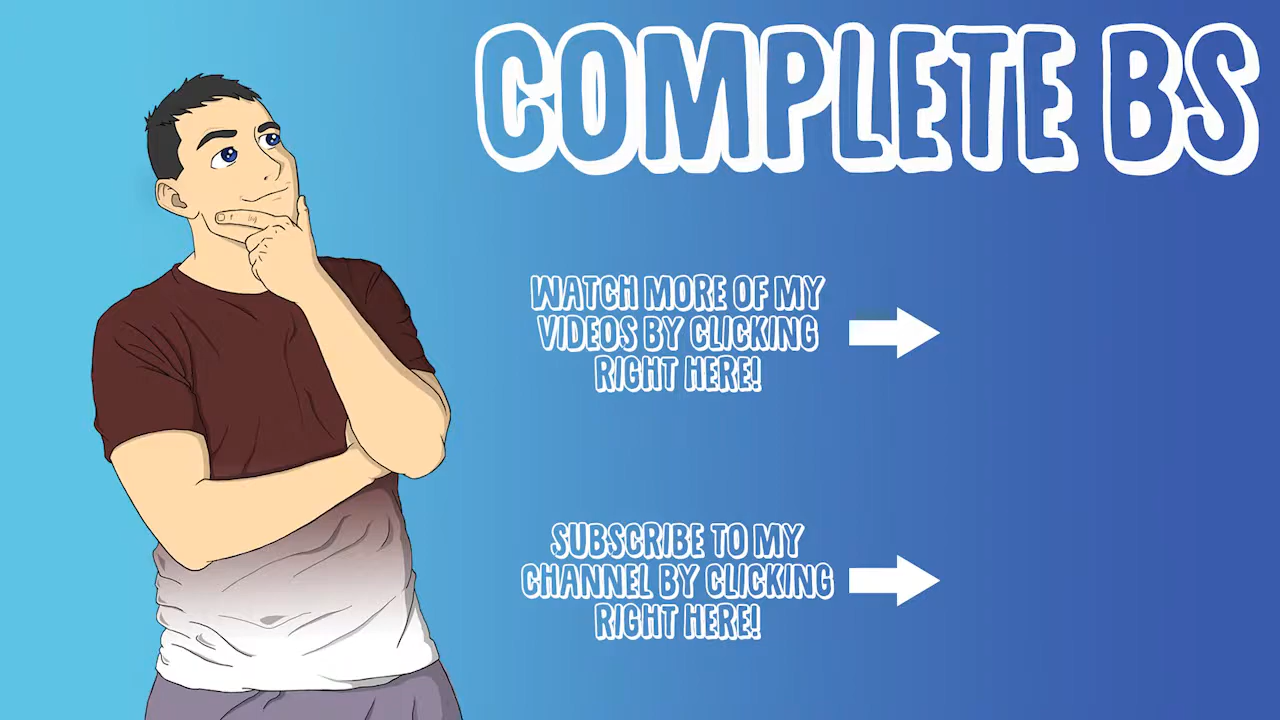 COMPLETE BS
WATCH MORE OF MY
VIDEOS BY CLICKING
RIGHT HERE!
SUBSCRIBE TO MY
CHANNEL BY CLICKING
RIGHT HERE!